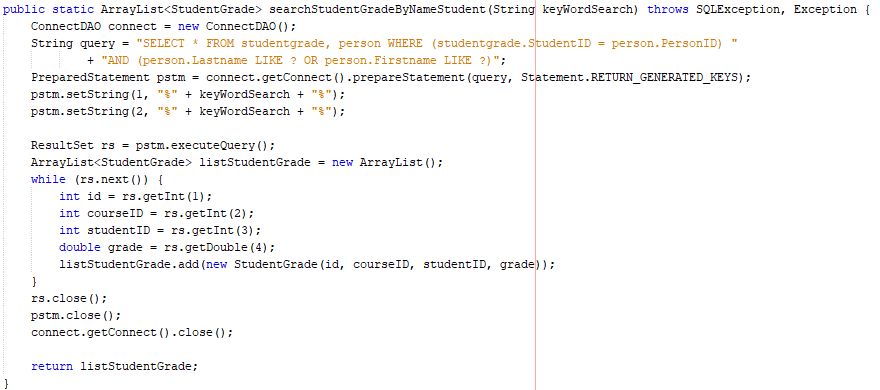 public static ArrayList<StudentGrade> searchStudentGradeByNameStudent(String keyWordSearch) throws SQLException, Exception {
    ConnectDAO connect = new ConnectDAO();
    String query = "SELECT * FROM studentgrade, person WHERE (studentgrade.StudentID = person.PersonID) "
            + "AND (person.Lastname LIKE ? OR person.Firstname LIKE ?)";
    PreparedStatement pstm = connect.getConnect().prepareStatement(query, Statement.RETURN_GENERATED_KEYS);
    pstm.setString(1, "%" + keyWordSearch + "%");
    pstm.setString(2, "%" + keyWordSearch + "%");

    ResultSet rs = pstm.executeQuery();
    ArrayList<StudentGrade> listStudentGrade = new ArrayList();
    while (rs.next()) {
        int id = rs.getInt(1);
        int courseID = rs.getInt(2);
        int studentID = rs.getInt(3);
        double grade = rs.getDouble(4);
        listStudentGrade.add(new StudentGrade(id, courseID, studentID, grade));
    }
    rs.close();
    pstm.close();
    connect.getConnect().close();

    return listStudentGrade;
}